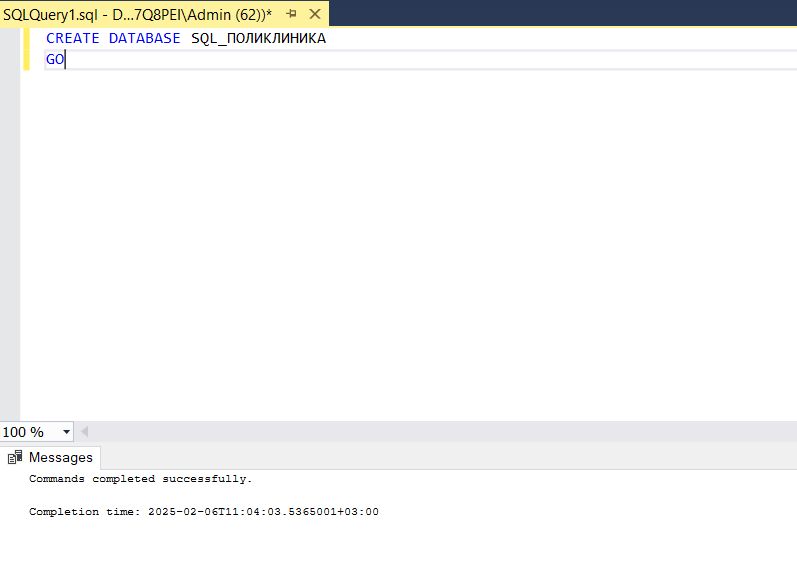 SQLQuery1.sql - D...7Q8PEI\Admin (62))*
CREATE DATABASE SQL_ПОЛИКЛИНИКА
GO
100 %
Messages
Commands completed successfully.
Completion time: 2025-02-06T11:04:03.5365001+03:00